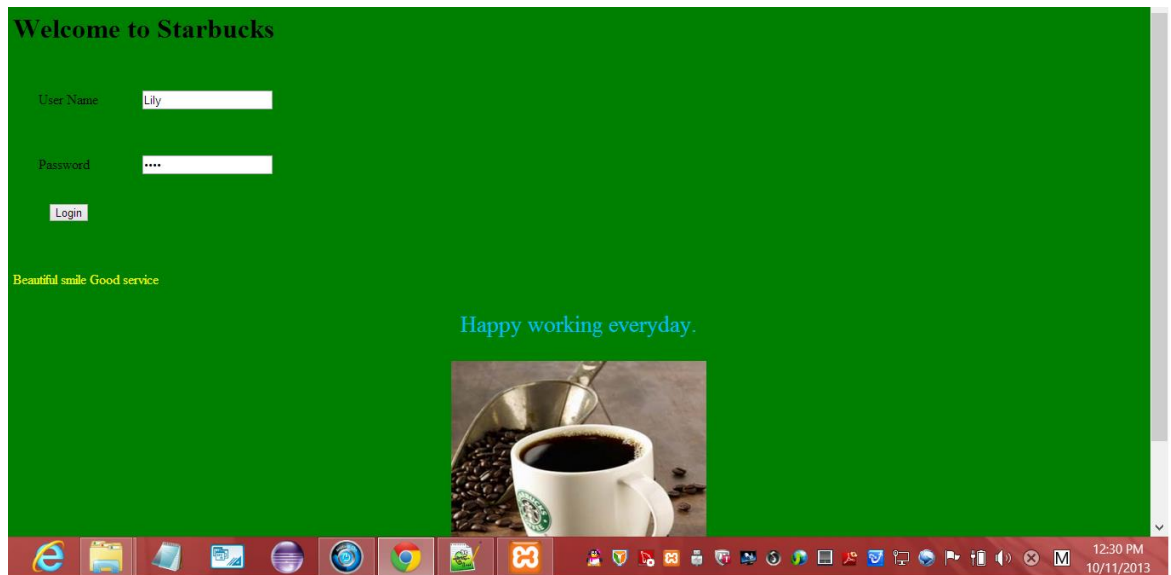 Welcome to Starbucks
User Name Lily
Password ••••
Login
Beautiful smile Good service
Happy working everyday.
12:30 PM
10/11/2013